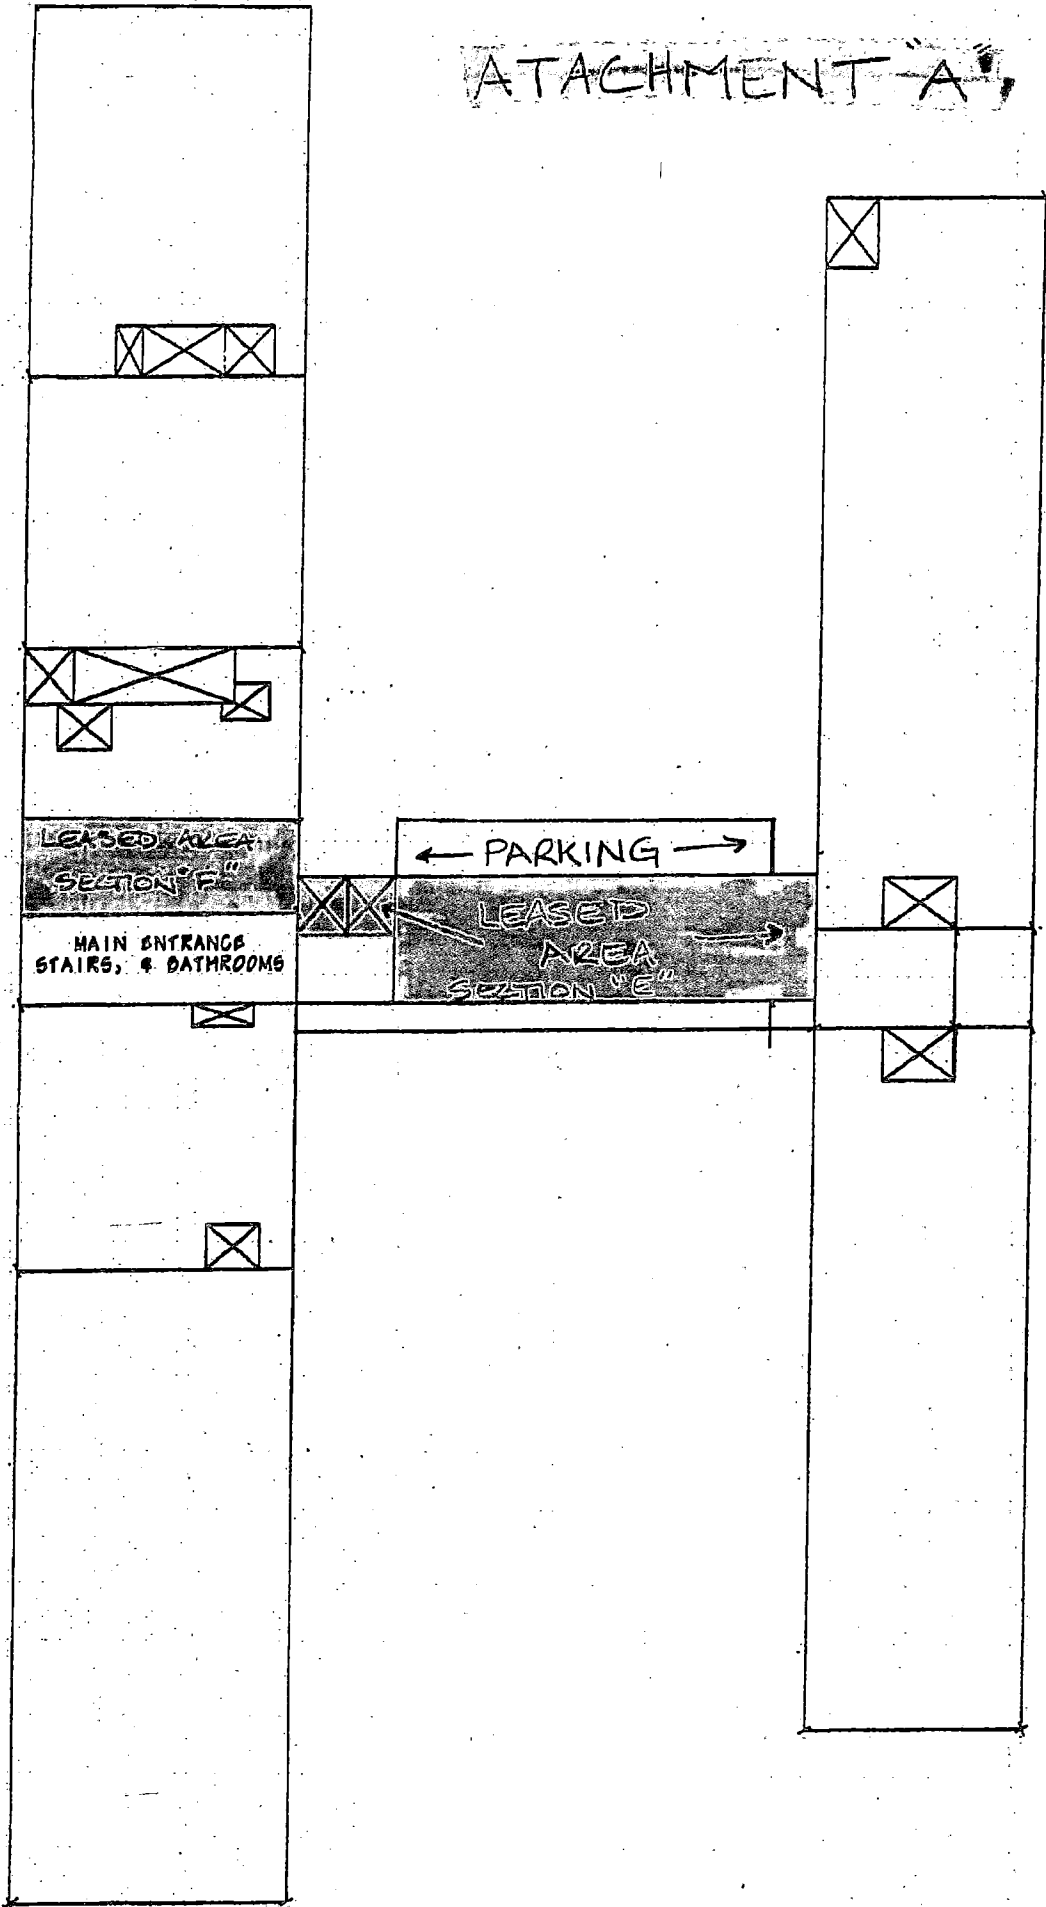 ATACHMENT "A",
LEASED AREA
SECTION "F"
← PARKING →
MAIN ENTRANCE
STAIRS, & BATHROOMS
LEASED
AREA
SECTION "E"